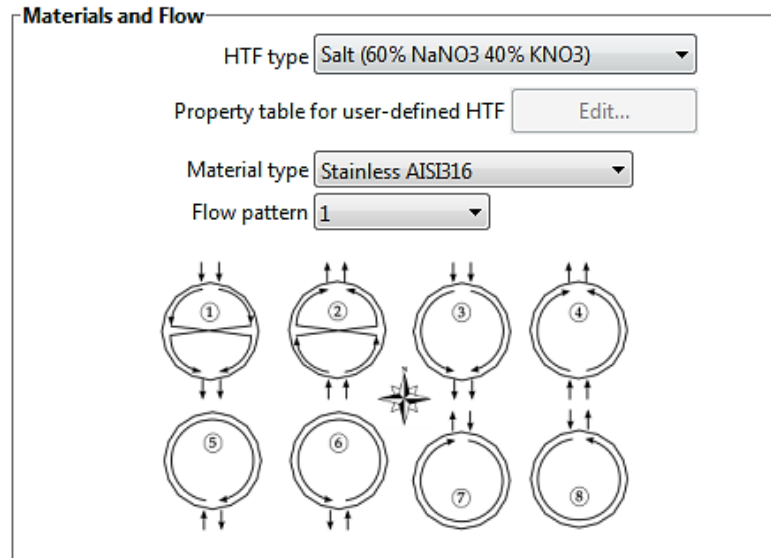 Materials and Flow
HTF type Salt (60% NaNO3 40% KNO3)
Property table for user-defined HTF Edit...
Material type Stainless AISI316
Flow pattern 1
1 2 3 4
N
5 6 7 8